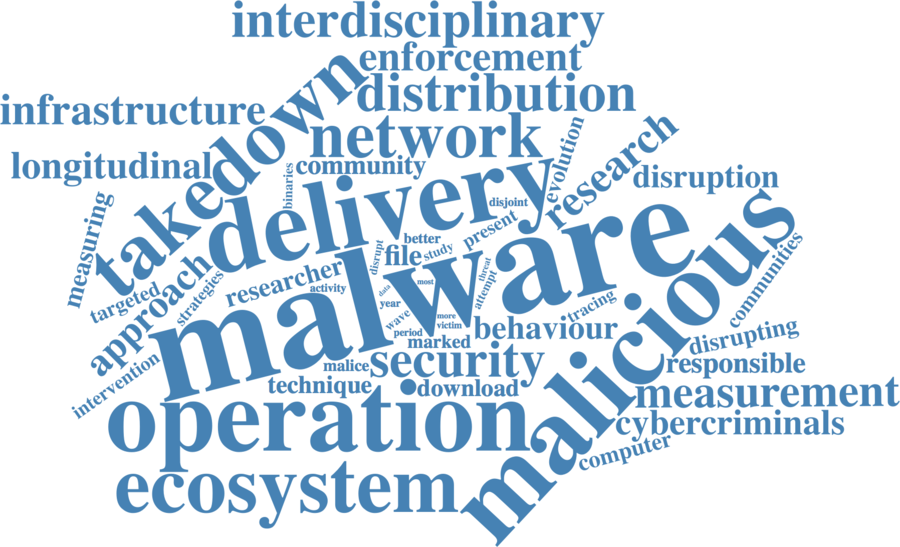 interdisciplinary
enforcement
takedown
distribution
infrastructure
network
research
evolution
longitudinal
community
binaries
delivery
disruption
disjoint
measuring
malicious
malware
present
better
study
disrupt
file
communities
approach
researcher
strategies
targeted
activity
data
most
threat
attempt
year
wave
more
victim
period
tracing
behaviour
marked
disrupting
security
responsible
malice
intervention
technique
download
measurement
operation
cybercriminals
computer
ecosystem